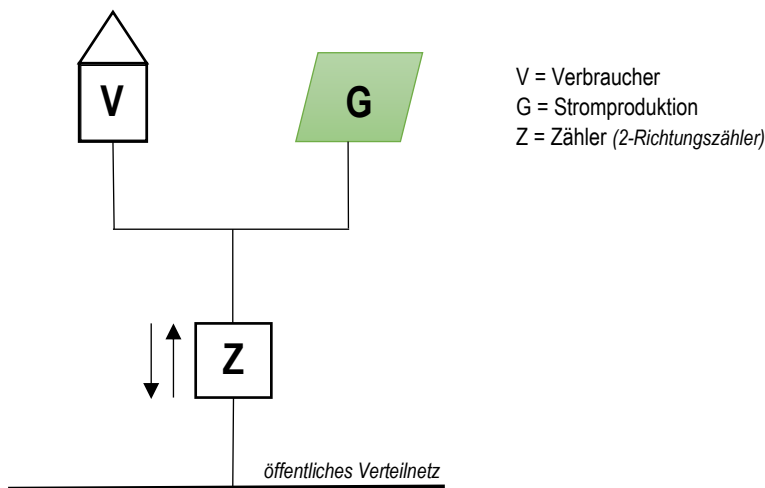 V
G
V = Verbraucher
G = Stromproduktion
Z = Zähler (2-Richtungszähler)
Z
öffentliches Verteilnetz